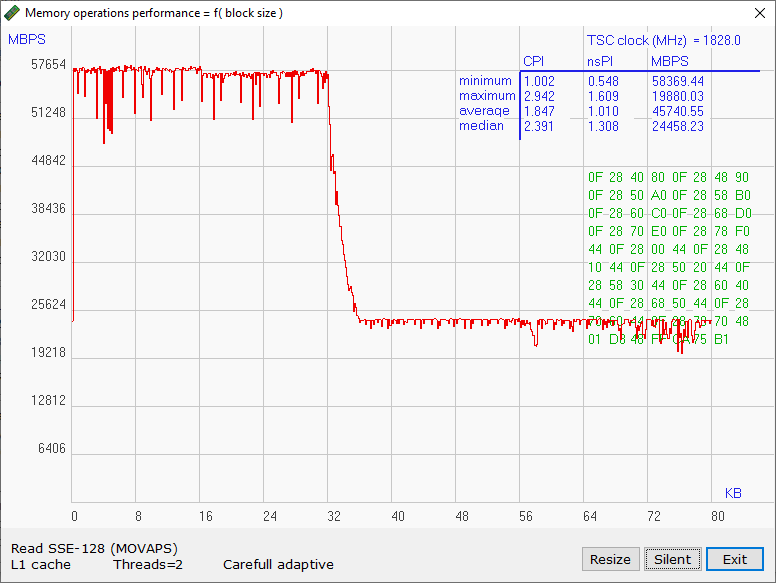 Memory operations performance = f( block size )
MBPS
TSC clock (MHz) = 1828.0
CPI nsPI MBPS
minimum 1.002 0.548 58369.44
maximum 2.942 1.609 19880.03
average 1.847 1.010 45740.55
median 2.391 1.308 24458.23
57654
51248
44842
38436
32030
25624
19218
12812
6406
0F 28 40 80 0F 28 48 90
0F 28 50 A0 0F 28 58 B0
0F 28 60 C0 0F 28 68 D0
0F 28 70 E0 0F 28 78 F0
44 0F 28 00 44 0F 28 48
10 44 0F 28 50 20 44 0F
28 58 30 44 0F 28 60 40
44 0F 28 68 50 44 0F 28
70 60 44 0F 28 78 70 48
01 D8 48 FF CA 75 B1
KB
0 8 16 24 32 40 48 56 64 72 80
Read SSE-128 (MOVAPS)
L1 cache Threads=2 Carefull adaptive
Resize Silent Exit